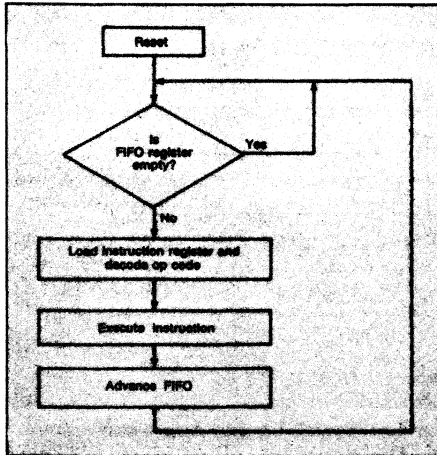 Reset
Is
FIFO register
empty?
Yes
No
Load instruction register and
decode op code
Execute instruction
Advance FIFO